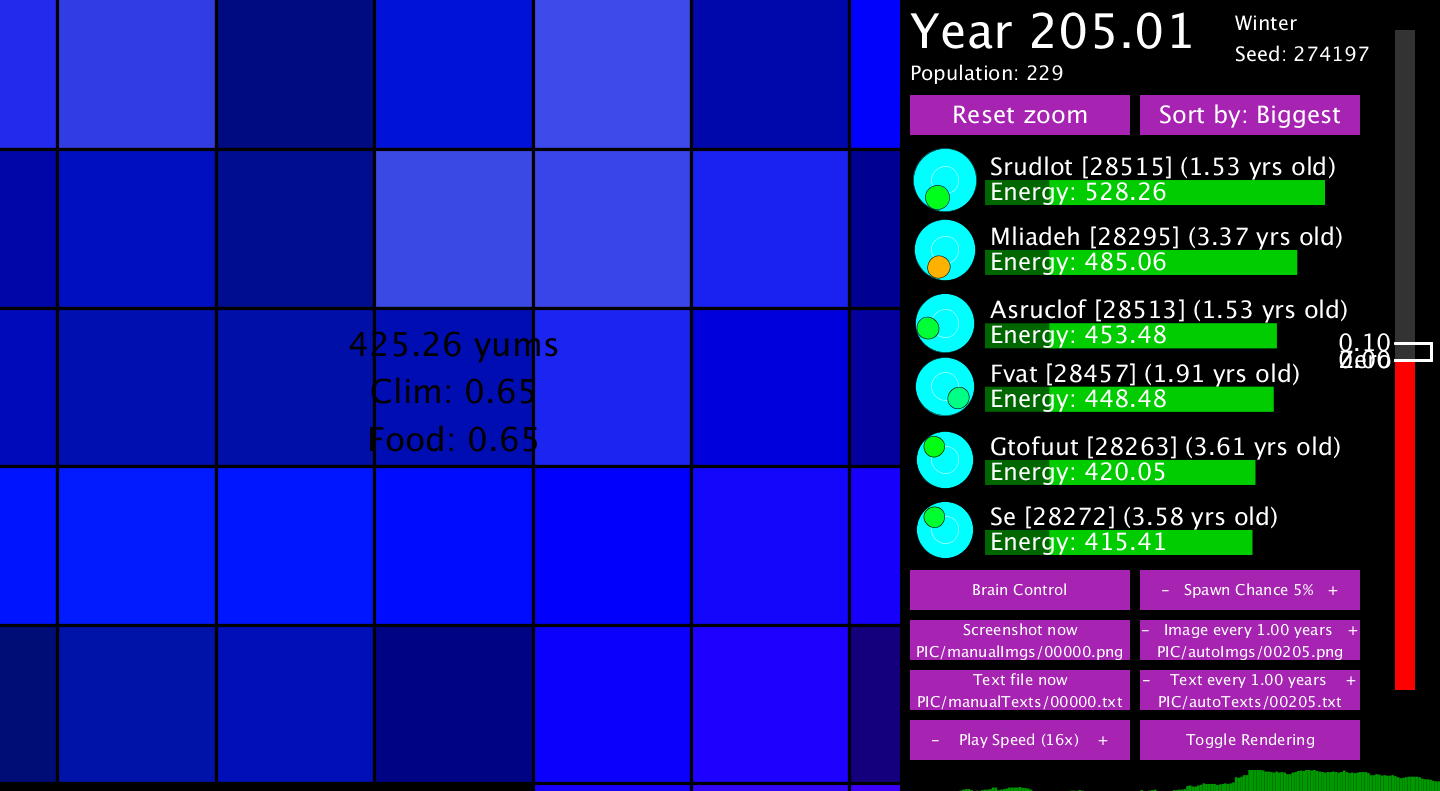 425.26 yums
Clim: 0.65
Food: 0.65
Year 205.01
Winter
Seed: 274197
Population: 229
Reset zoom
Sort by: Biggest
Srudlot [28515] (1.53 yrs old)
Energy: 528.26
Mliadeh [28295] (3.37 yrs old)
Energy: 485.06
Asruclof [28513] (1.53 yrs old)
Energy: 453.48
Fvat [28457] (1.91 yrs old)
Energy: 448.48
Gtofuut [28263] (3.61 yrs old)
Energy: 420.05
Se [28272] (3.58 yrs old)
Energy: 415.41
0.10
Brain Control
- Spawn Chance 5% +
Screenshot now
PIC/manualImgs/00000.png
- Image every 1.00 years +
PIC/autoImgs/00205.png
Text file now
PIC/manualTexts/00000.txt
- Text every 1.00 years +
PIC/autoTexts/00205.txt
- Play Speed (16x) +
Toggle Rendering